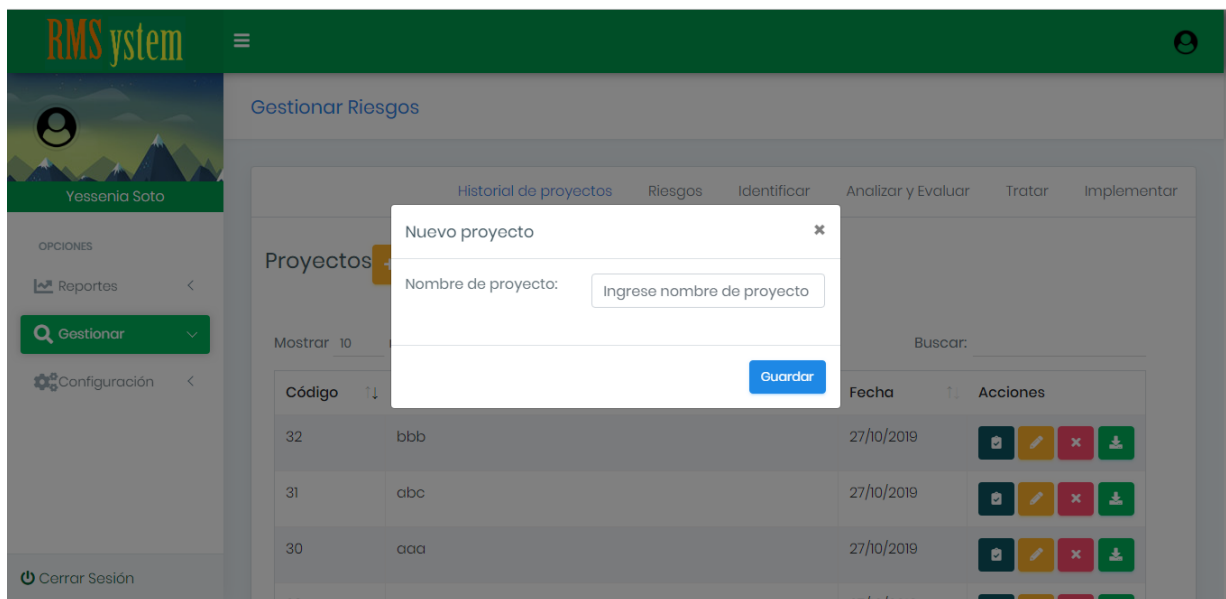 RMSystem
Gestionar Riesgos
Yessenia Soto
OPCIONES
Reportes
Gestionar
Configuración
Cerrar Sesión
Historial de proyectos Riesgos Identificar Analizar y Evaluar Tratar Implementar
Proyectos
Nuevo proyecto
Nombre de proyecto: Ingrese nombre de proyecto
Guardar
Mostrar 10 Buscar:
Código Fecha Acciones
32 bbb 27/10/2019
31 abc 27/10/2019
30 aaa 27/10/2019